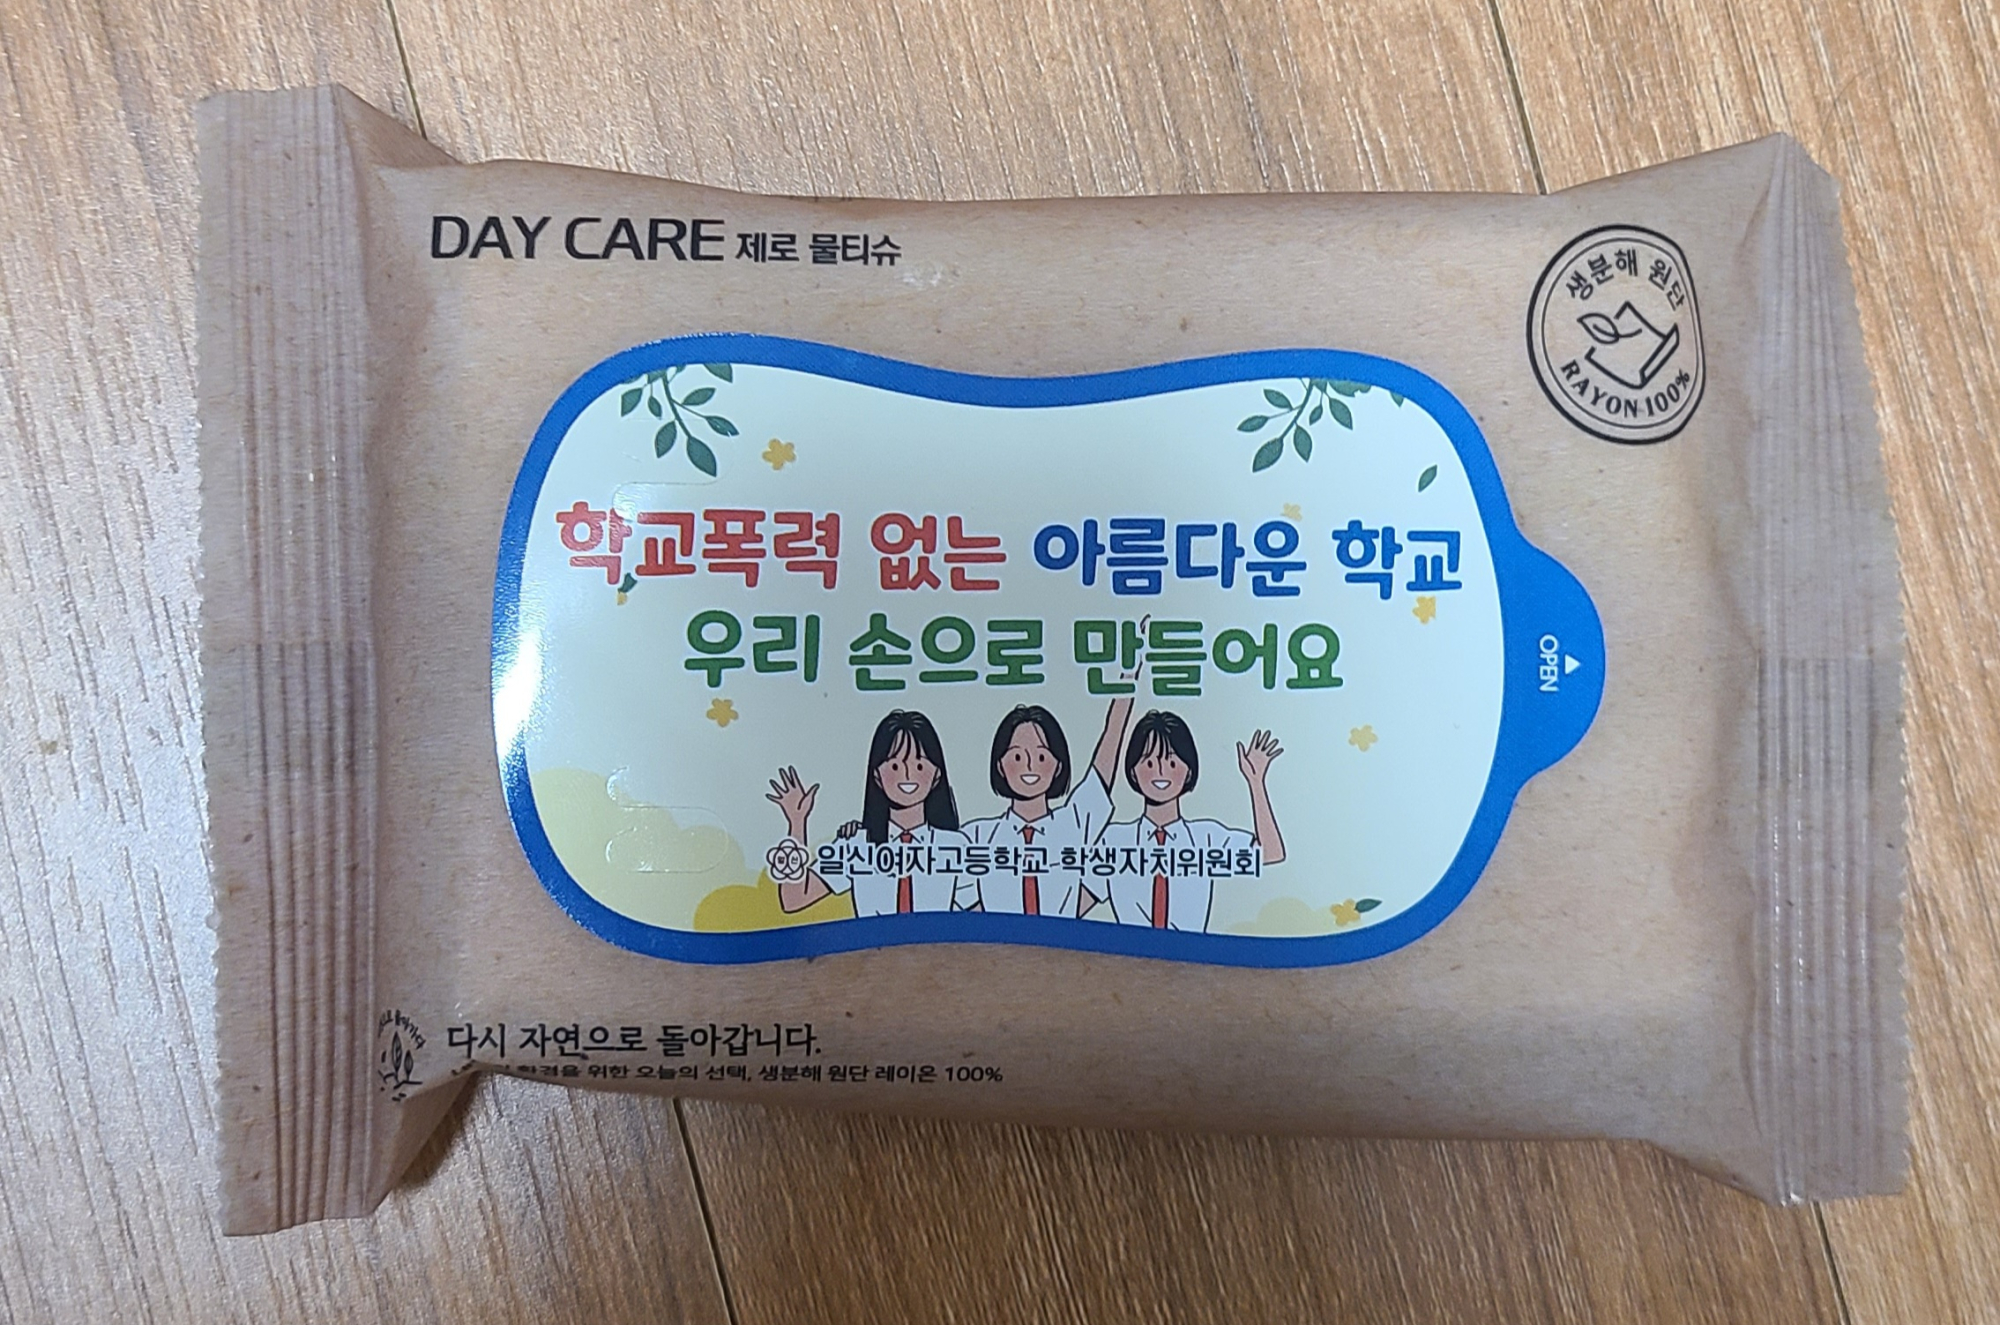 DAY CARE 제로 물티슈
생분해 원단
RAYON 100%
학교폭력 없는 아름다운 학교
우리 손으로 만들어요
OPEN
일신여자고등학교 학생자치위원회
다시 자연으로 돌아갑니다.
환경을 위한 오늘의 선택, 생분해 원단 레이온 100%